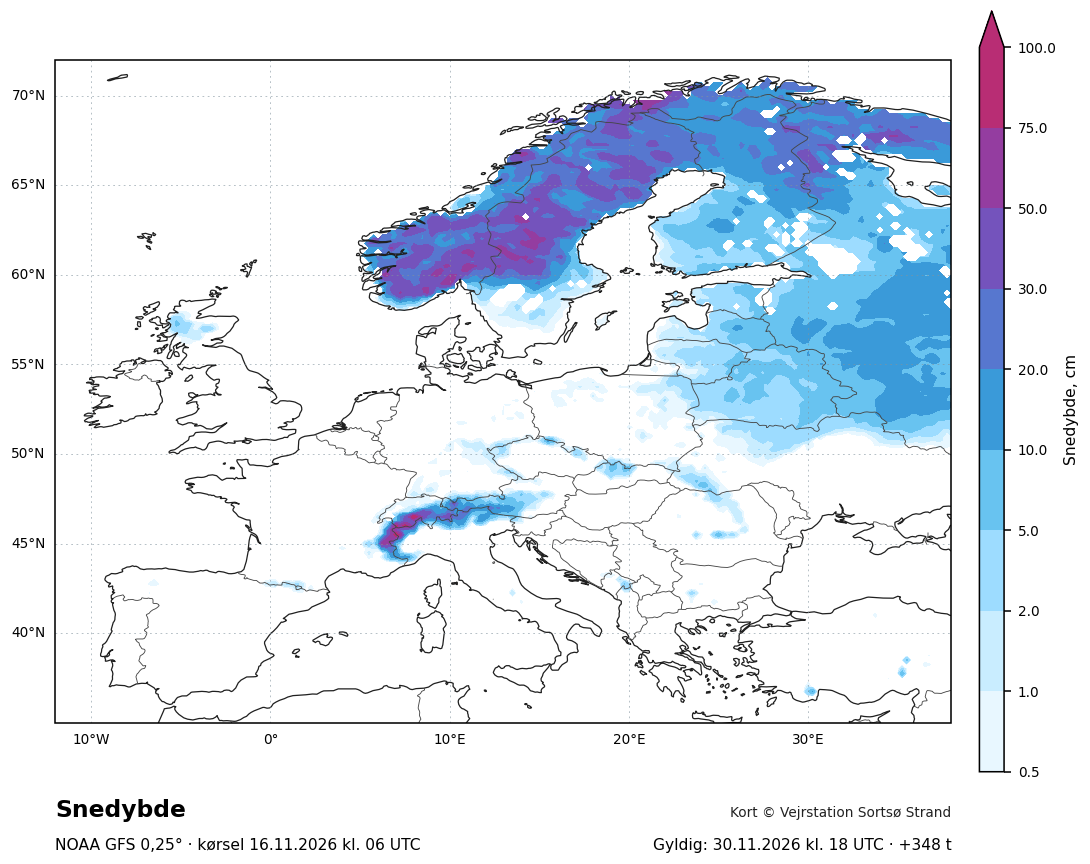 100.0
75.0
50.0
30.0
20.0
10.0
5.0
2.0
1.0
0.5
Snedybde, cm
70°N
65°N
60°N
55°N
50°N
45°N
40°N
10°W 0° 10°E 20°E 30°E
Snedybde
Kort © Vejrstation Sortsø Strand
NOAA GFS 0,25° · kørsel 16.11.2026 kl. 06 UTC
Gyldig: 30.11.2026 kl. 18 UTC · +348 t